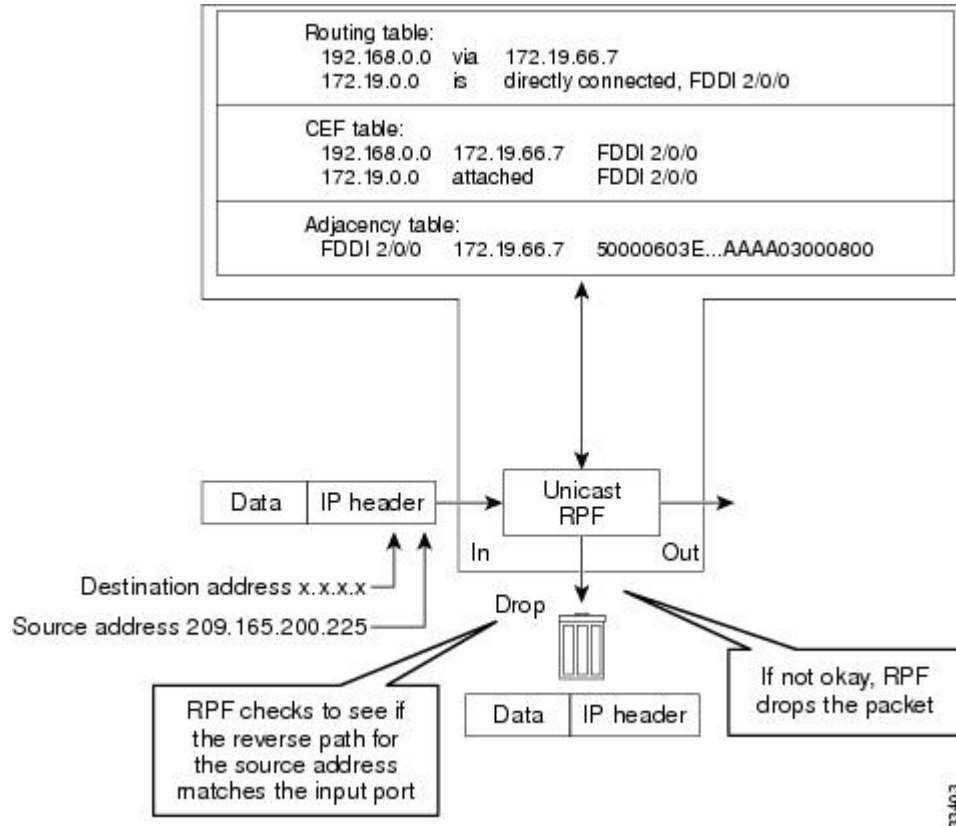 Routing table:
192.168.0.0 via 172.19.66.7
172.19.0.0 is directly connected, FDDI 2/0/0
CEF table:
192.168.0.0 172.19.66.7 FDDI 2/0/0
172.19.0.0 attached FDDI 2/0/0
Adjacency table:
FDDI 2/0/0 172.19.66.7 50000603E...AAAA03000800
Data IP header
Unicast
RPF
In
Out
Destination address x.x.x.x
Source address 209.165.200.225
Drop
RPF checks to see if
the reverse path for
the source address
matches the input port
Data IP header
If not okay, RPF
drops the packet
33403